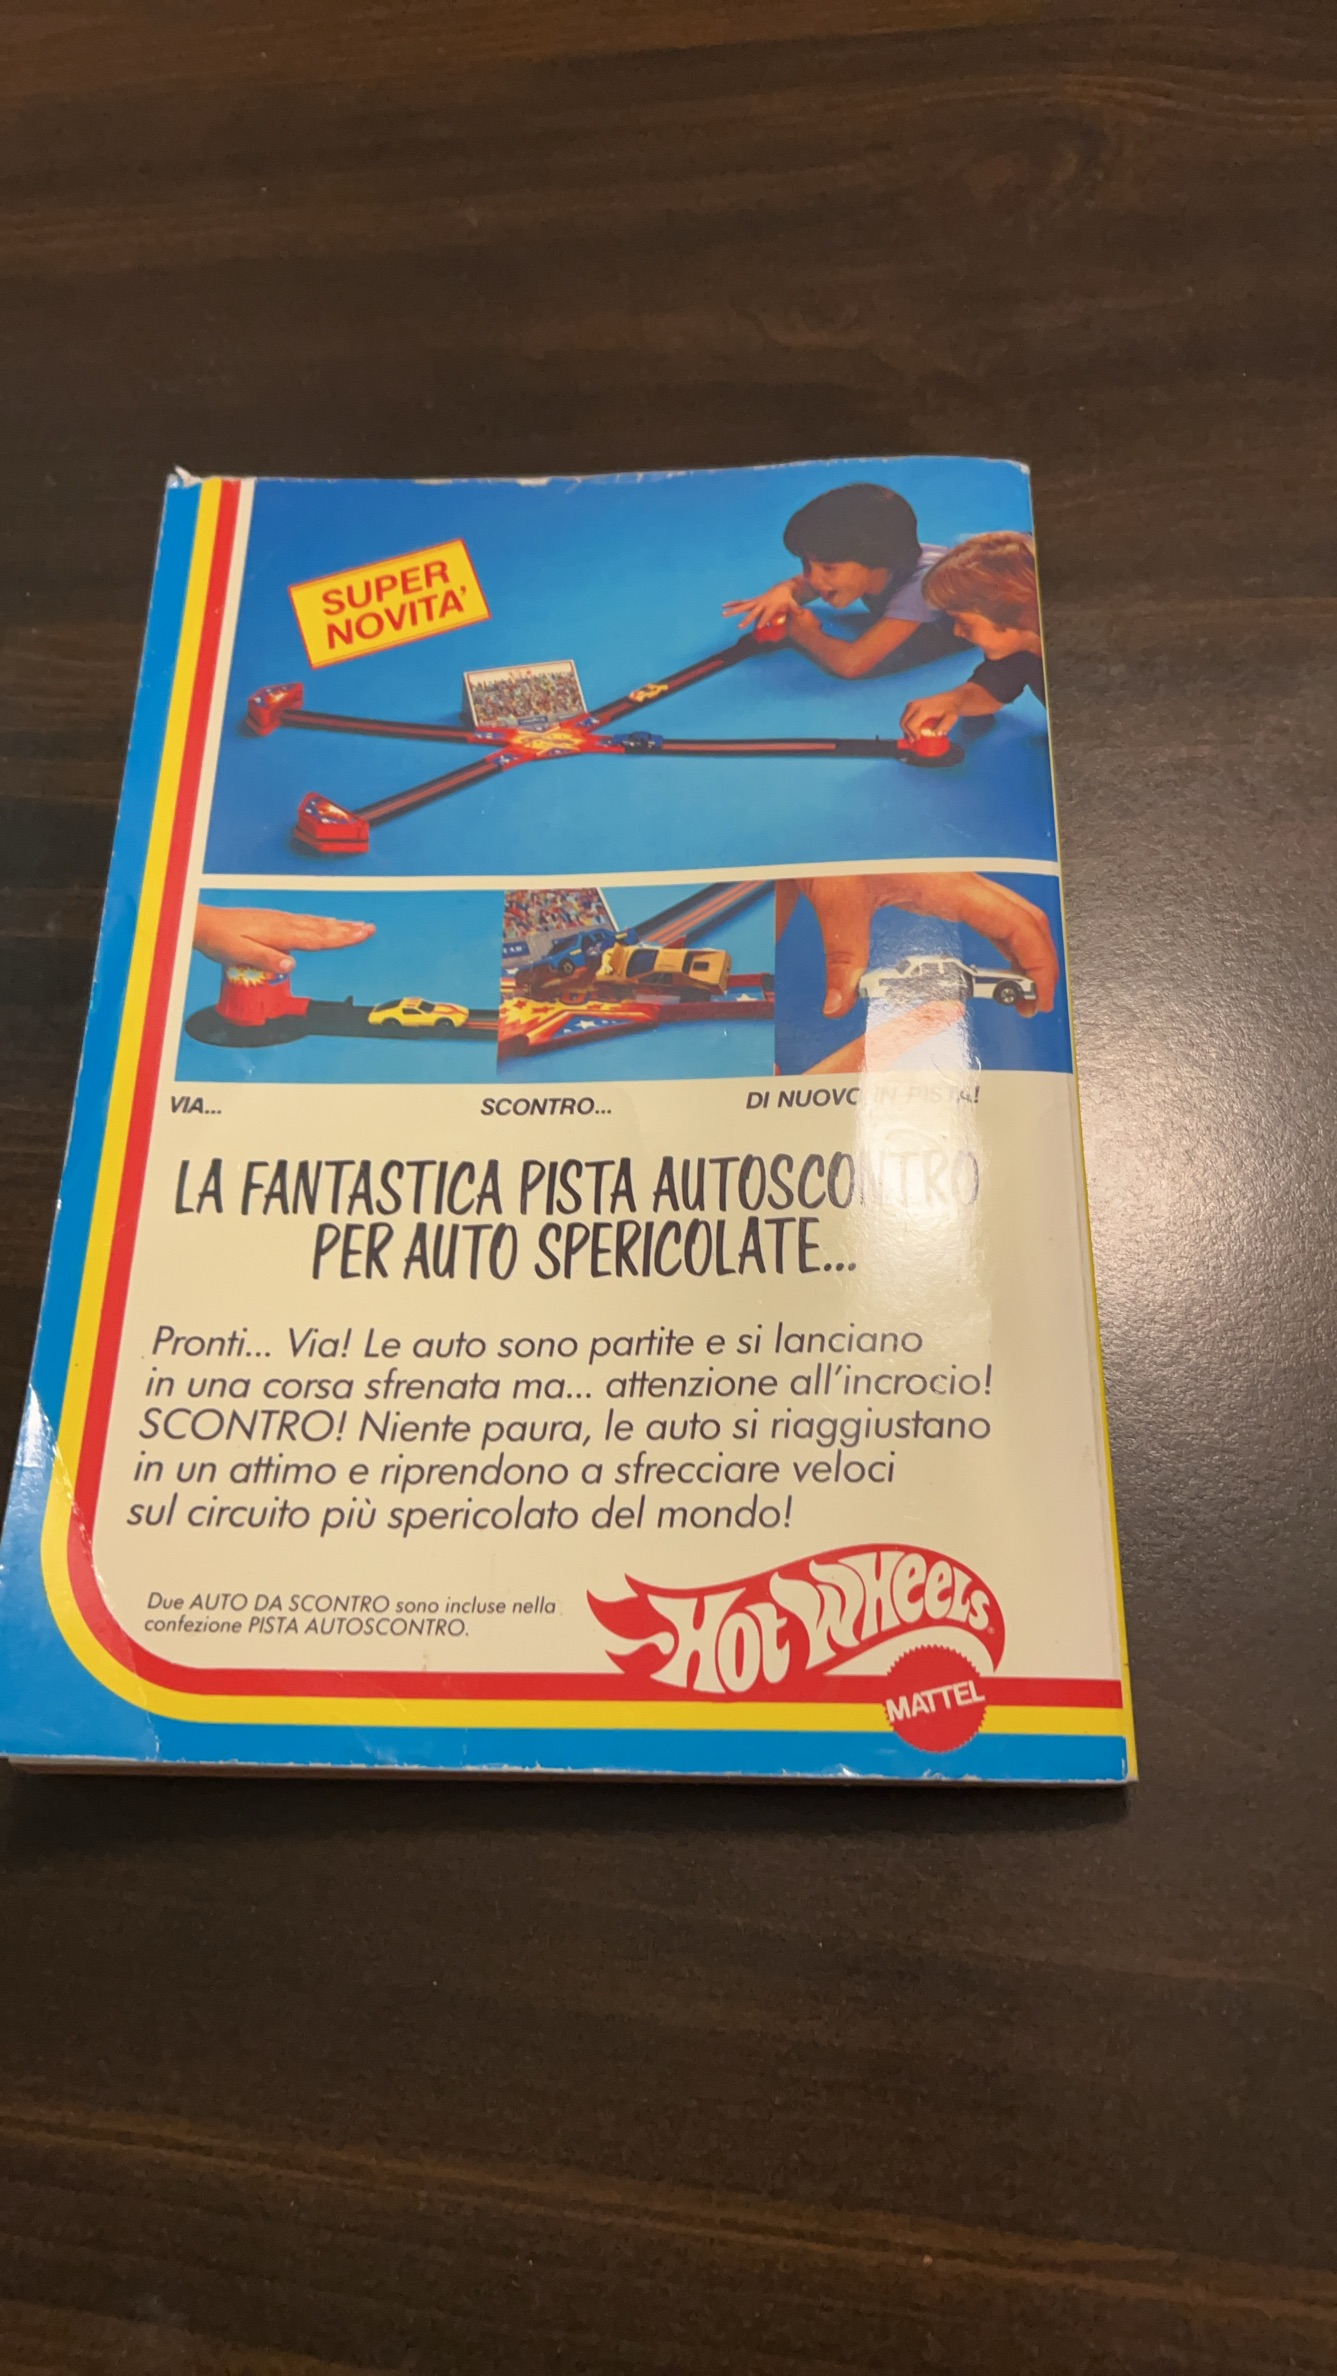 SUPER
NOVITA'
VIA...
SCONTRO...
DI NUOVO IN PISTA!
LA FANTASTICA PISTA AUTOSCONTRO
PER AUTO SPERICOLATE...
Pronti... Via! Le auto sono partite e si lanciano
in una corsa sfrenata ma... attenzione all'incrocio!
SCONTRO! Niente paura, le auto si riaggiustano
in un attimo e riprendono a sfrecciare veloci
sul circuito più spericolato del mondo!
Due AUTO DA SCONTRO sono incluse nella
confezione PISTA AUTOSCONTRO.
HOT WHEELS
MATTEL